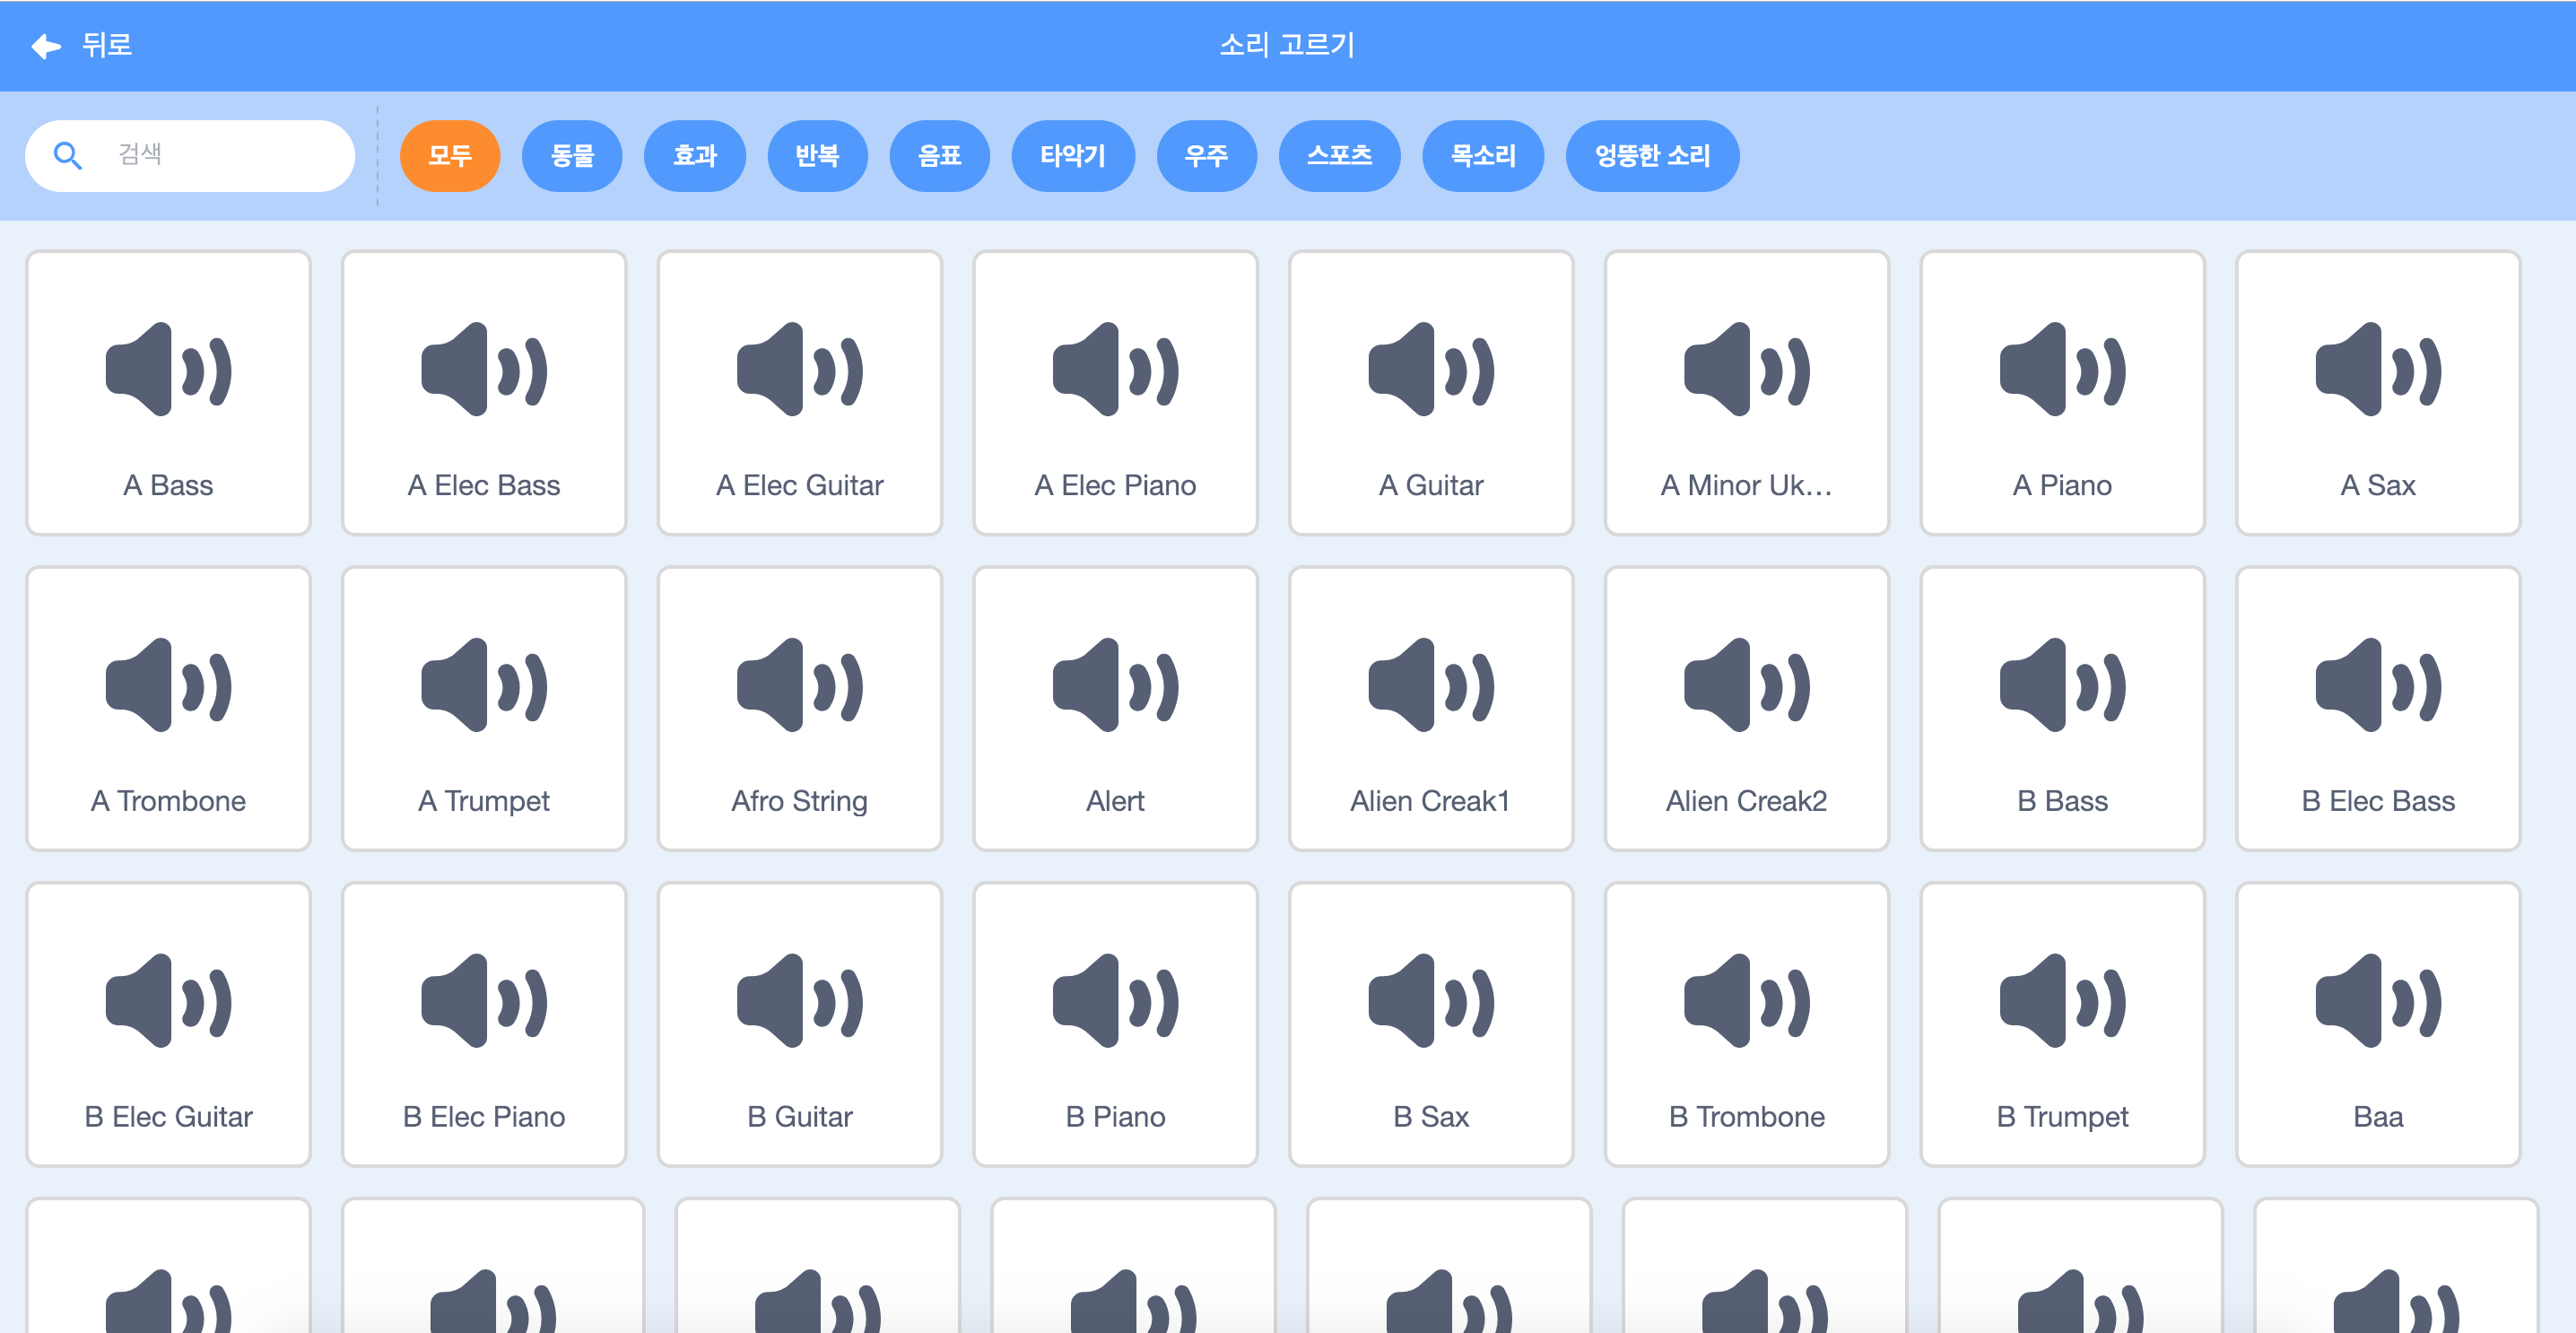 뒤로
소리 고르기
검색
모두
동물
효과
반복
음표
타악기
우주
스포츠
목소리
엉뚱한 소리
A Bass
A Elec Bass
A Elec Guitar
A Elec Piano
A Guitar
A Minor Uk...
A Piano
A Sax
A Trombone
A Trumpet
Afro String
Alert
Alien Creak1
Alien Creak2
B Bass
B Elec Bass
B Elec Guitar
B Elec Piano
B Guitar
B Piano
B Sax
B Trombone
B Trumpet
Baa